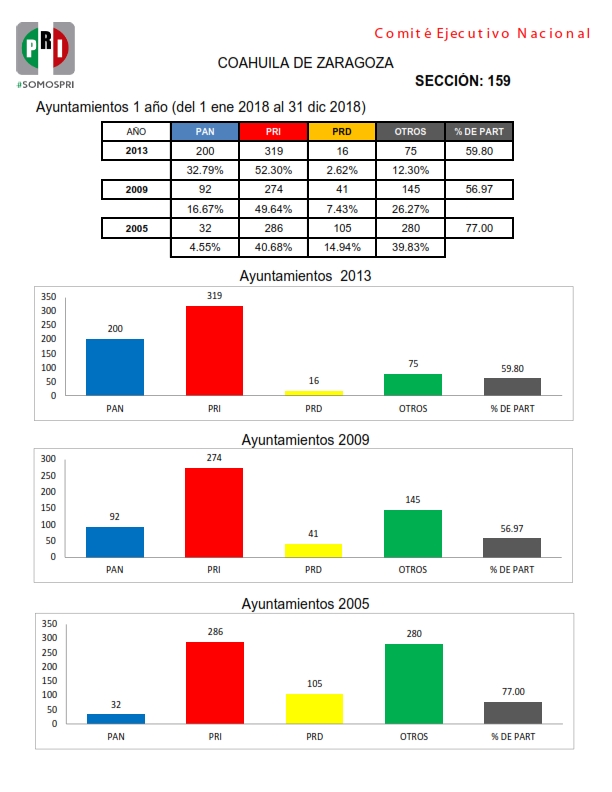 PRI
#SOMOSPRI
Comité Ejecutivo Nacional
COAHUILA DE ZARAGOZA
SECCIÓN: 159
Ayuntamientos 1 año (del 1 ene 2018 al 31 dic 2018)
AÑO PAN PRI PRD OTROS % DE PART
2013 200 319 16 75 59.80
32.79% 52.30% 2.62% 12.30%
2009 92 274 41 145 56.97
16.67% 49.64% 7.43% 26.27%
2005 32 286 105 280 77.00
4.55% 40.68% 14.94% 39.83%
Ayuntamientos 2013
350
300
250
200
150
100
50
0
200
319
16
75
59.80
PAN PRI PRD OTROS % DE PART
Ayuntamientos 2009
300
250
200
150
100
50
0
92
274
41
145
56.97
PAN PRI PRD OTROS % DE PART
Ayuntamientos 2005
350
300
250
200
150
100
50
0
32
286
105
280
77.00
PAN PRI PRD OTROS % DE PART